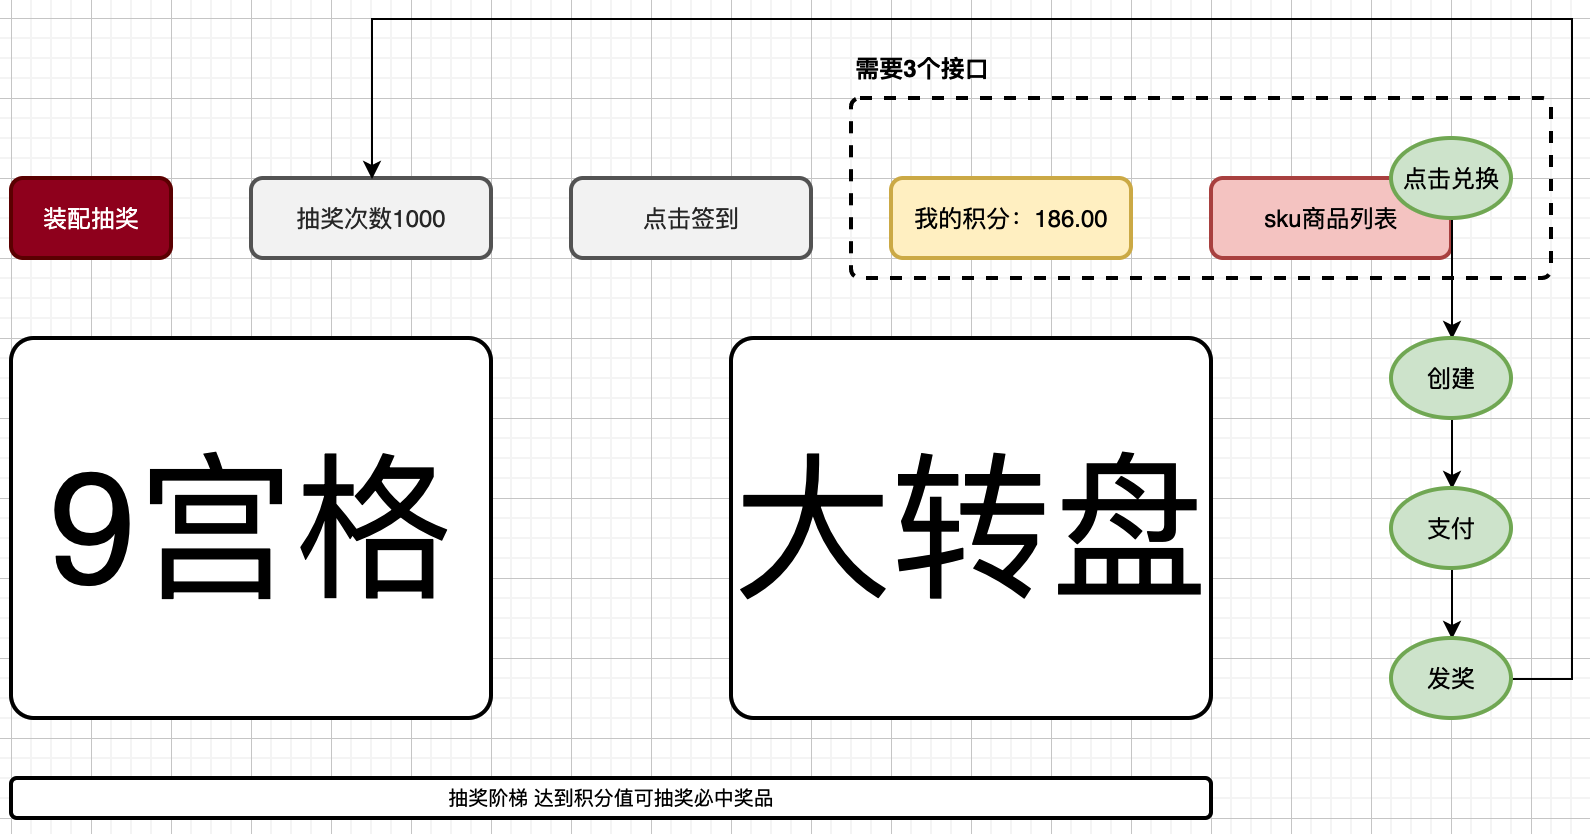 需要3个接口
装配抽奖
抽奖次数1000
点击签到
我的积分：186.00
sku商品列表
点击兑换
9宫格
大转盘
创建
支付
发奖
抽奖阶梯 达到积分值可抽奖必中奖品